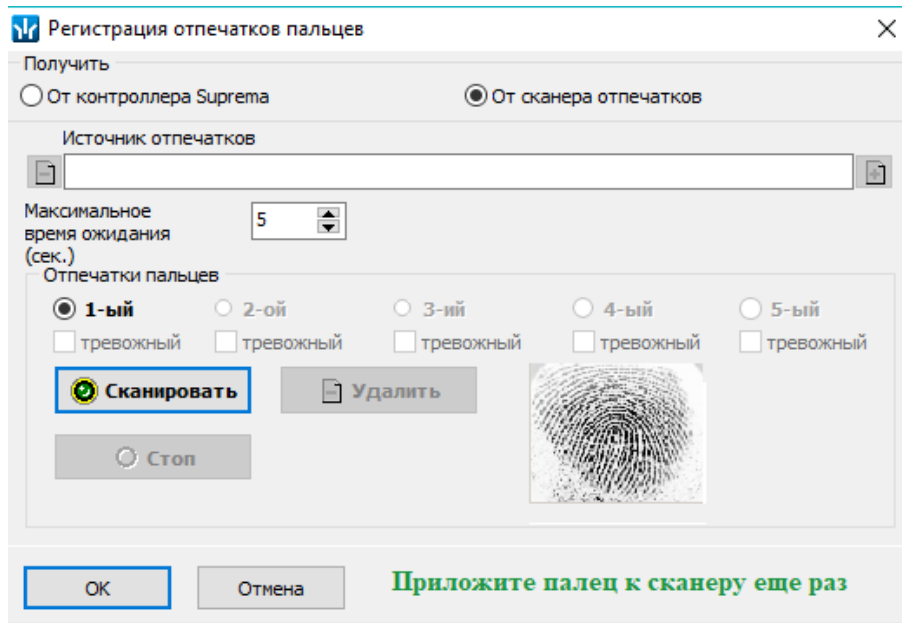 Регистрация отпечатков пальцев
Получить
От контроллера Suprema
От сканера отпечатков
Источник отпечатков
Максимальное
время ожидания
(сек.)
5
Отпечатки пальцев
1-ый
2-ой
3-ий
4-ый
5-ый
тревожный
тревожный
тревожный
тревожный
тревожный
Сканировать
Удалить
Стоп
OK
Отмена
Приложите палец к сканеру еще раз